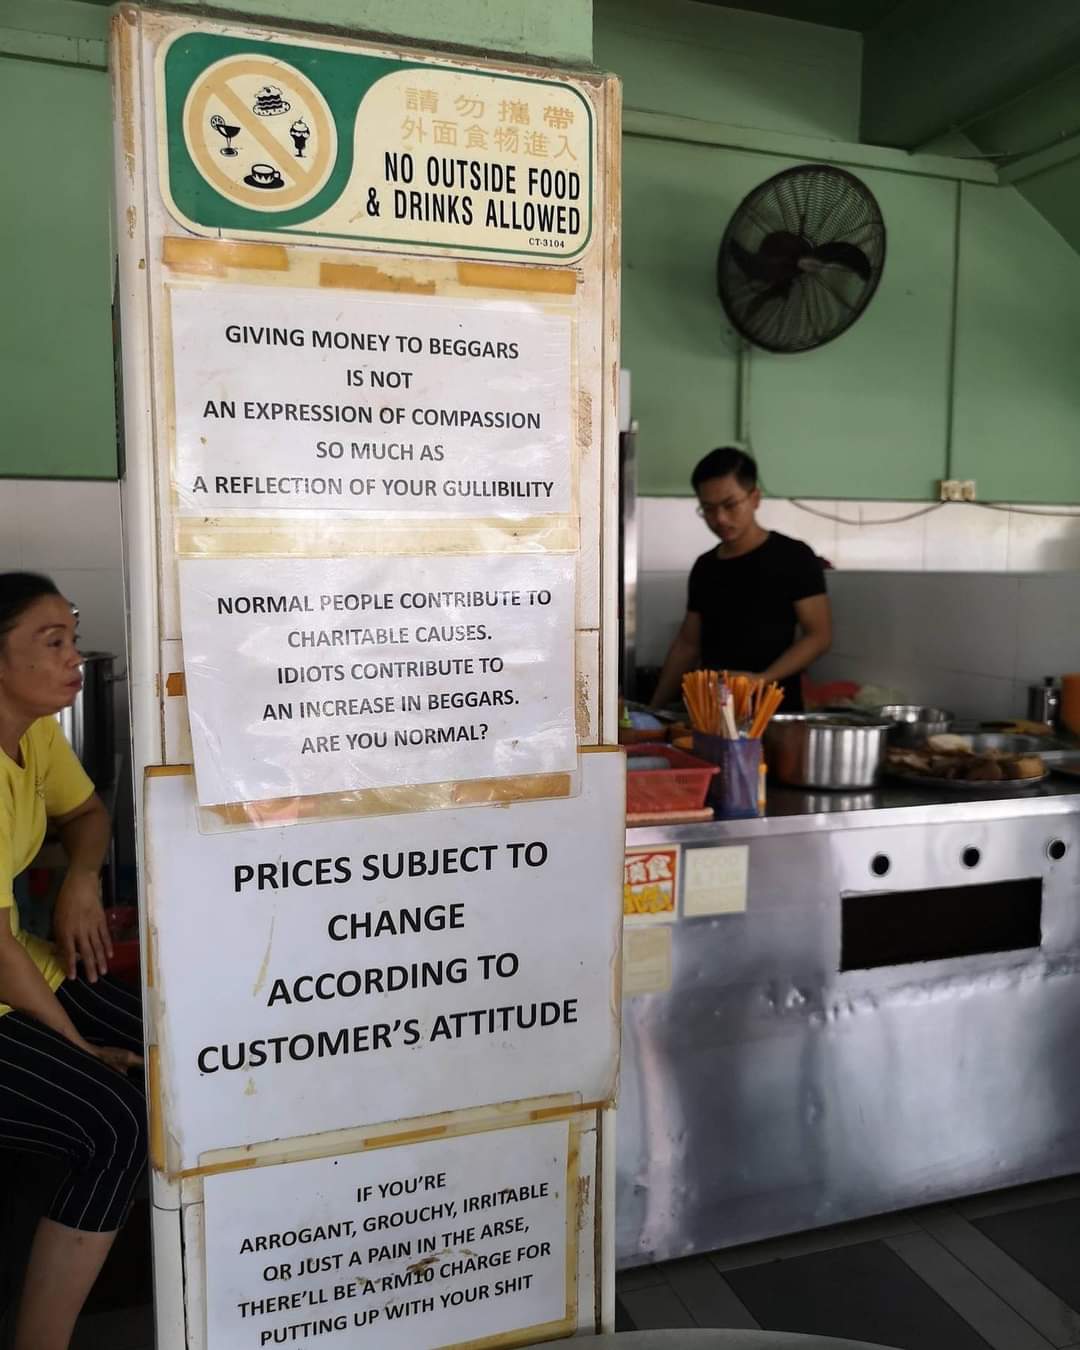 請勿攜帶
外面食物進入
NO OUTSIDE FOOD
& DRINKS ALLOWED
CT-3104
GIVING MONEY TO BEGGARS
IS NOT
AN EXPRESSION OF COMPASSION
SO MUCH AS
A REFLECTION OF YOUR GULLIBILITY
NORMAL PEOPLE CONTRIBUTE TO
CHARITABLE CAUSES.
IDIOTS CONTRIBUTE TO
AN INCREASE IN BEGGARS.
ARE YOU NORMAL?
PRICES SUBJECT TO
CHANGE
ACCORDING TO
CUSTOMER'S ATTITUDE
IF YOU'RE
ARROGANT, GROUCHY, IRRITABLE
OR JUST A PAIN IN THE ARSE,
THERE'LL BE A RM10 CHARGE FOR
PUTTING UP WITH YOUR SHIT
FOOD
& FUN